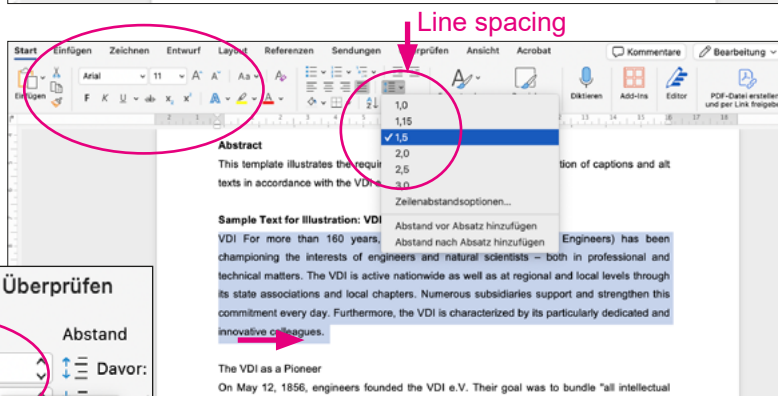 Line spacing
Start Einfügen Zeichnen Entwurf Layout Referenzen Sendungen Überprüfen Ansicht Acrobat Kommentare Bearbeitung
Einfügen Arial 11 A A Aa A Diktieren Add-Ins Editor PDF-Datei erstellen
F K U ab x, x² A A und per Link freigeben
1,0
1,15
1,5
2,0
2,5
3,0
Zeilenabstandsoptionen...
Abstand vor Absatz hinzufügen
Abstand nach Absatz hinzufügen
Abstract
This template illustrates the tion of captions and alt
texts in accordance with the VDI
Sample Text for Illustration: VDI
VDI For more than 160 years, Engineers) has been
championing the interests of engineers and natural scientists – both in professional and
technical matters. The VDI is active nationwide as well as at regional and local levels through
its state associations and local chapters. Numerous subsidiaries support and strengthen this
commitment every day. Furthermore, the VDI is characterized by its particularly dedicated and
innovative colleagues.
The VDI as a Pioneer
On May 12, 1856, engineers founded the VDI e.V. Their goal was to bundle "all intellectual
Überprüfen
Abstand
Davor: